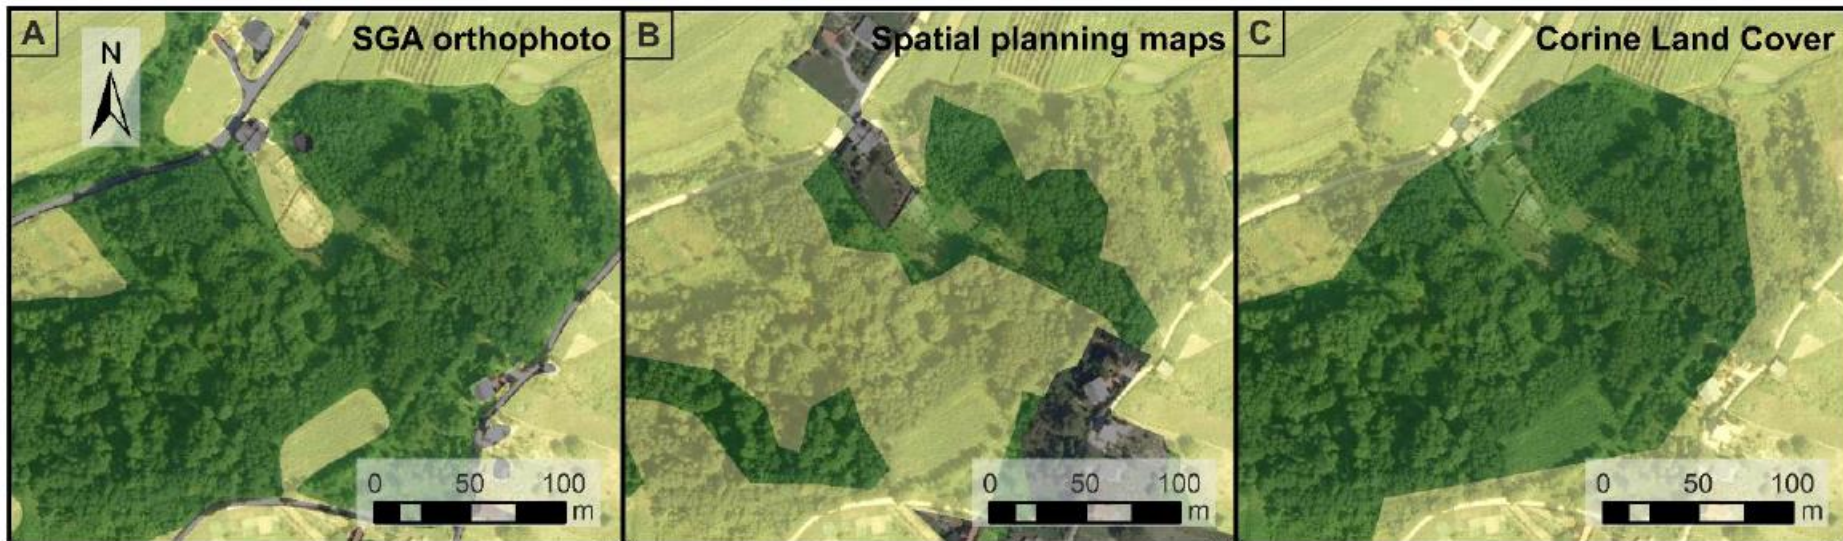 A
SGA orthophoto
N
0 50 100
m
B
Spatial planning maps
0 50 100
m
C
Corine Land Cover
0 50 100
m